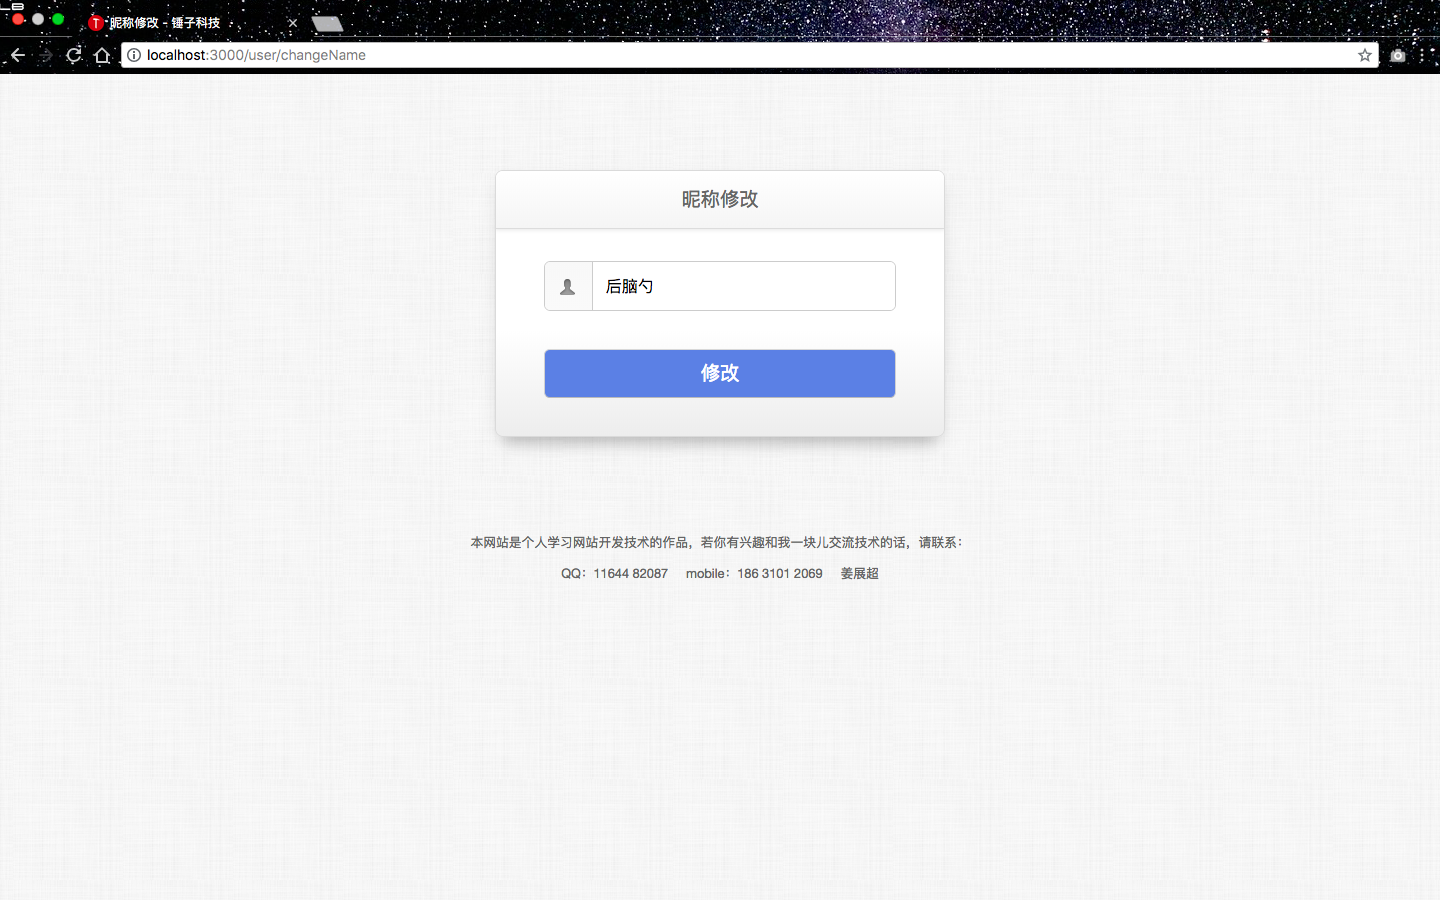 昵称修改 - 锤子科技
localhost:3000/user/changeName
昵称修改
后脑勺
修改
本网站是个人学习网站开发技术的作品，若你有兴趣和我一块儿交流技术的话，请联系：
QQ：11644 82087 mobile：186 3101 2069 姜展超